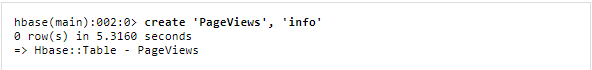 hbase(main):002:0> create 'PageViews', 'info'
0 row(s) in 5.3160 seconds
=> Hbase::Table - PageViews